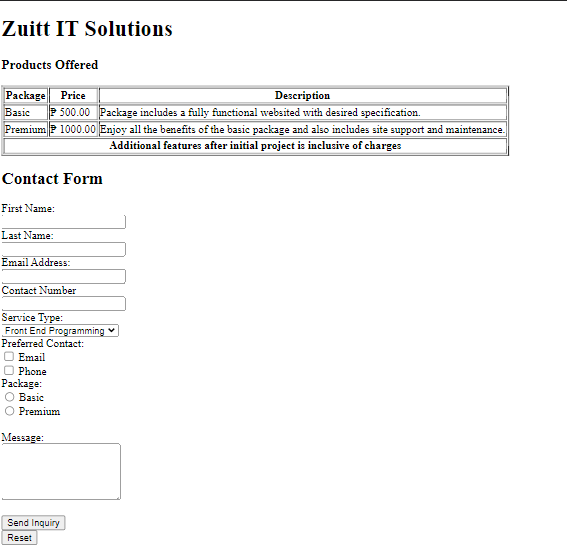 Zuitt IT Solutions
Products Offered
Package Price Description
Basic ₱ 500.00 Package includes a fully functional websited with desired specification.
Premium ₱ 1000.00 Enjoy all the benefits of the basic package and also includes site support and maintenance.
Additional features after initial project is inclusive of charges
Contact Form
First Name:
Last Name:
Email Address:
Contact Number
Service Type:
Front End Programming
Preferred Contact:
Email
Phone
Package:
Basic
Premium
Message:
Send Inquiry
Reset